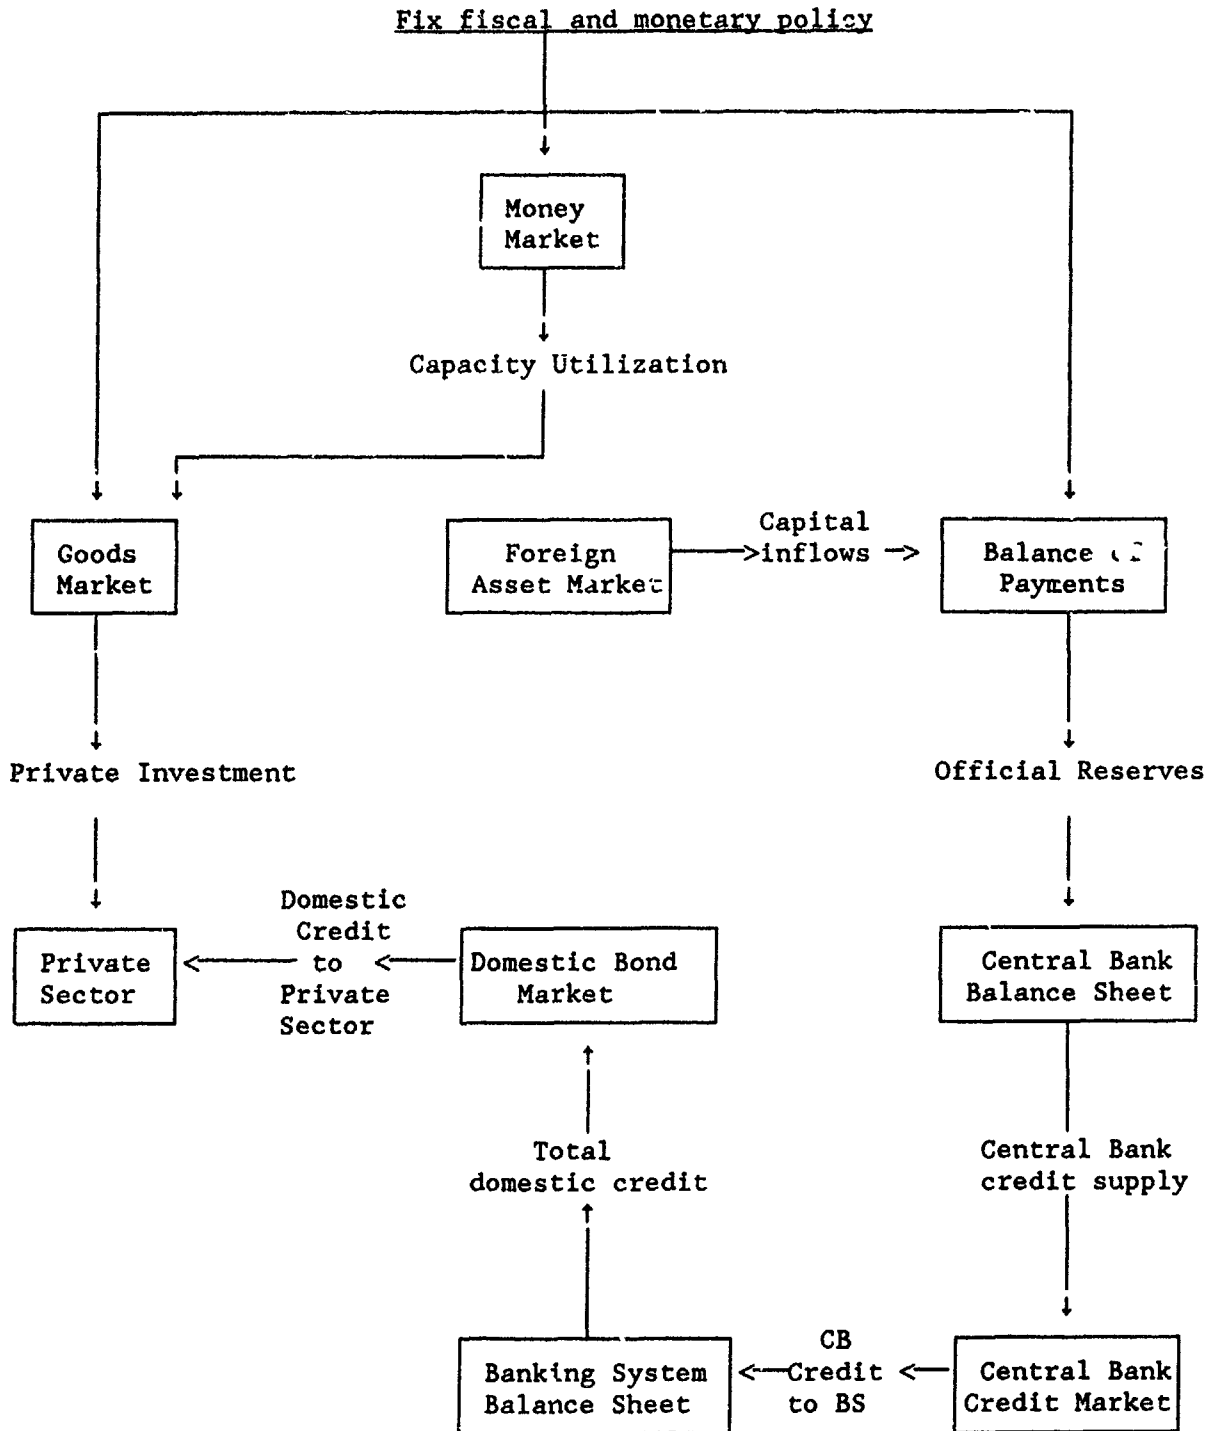 Fix fiscal and monetary policy
Money
Market
Capacity Utilization
Goods
Market
Foreign
Asset Market
Capital
inflows
Balance
Payments
Private Investment
Official Reserves
Domestic
Credit
to
Private
Sector
Private
Sector
Domestic Bond
Market
Central Bank
Balance Sheet
Total
domestic credit
Central Bank
credit supply
Banking System
Balance Sheet
CB
Credit
to BS
Central Bank
Credit Market